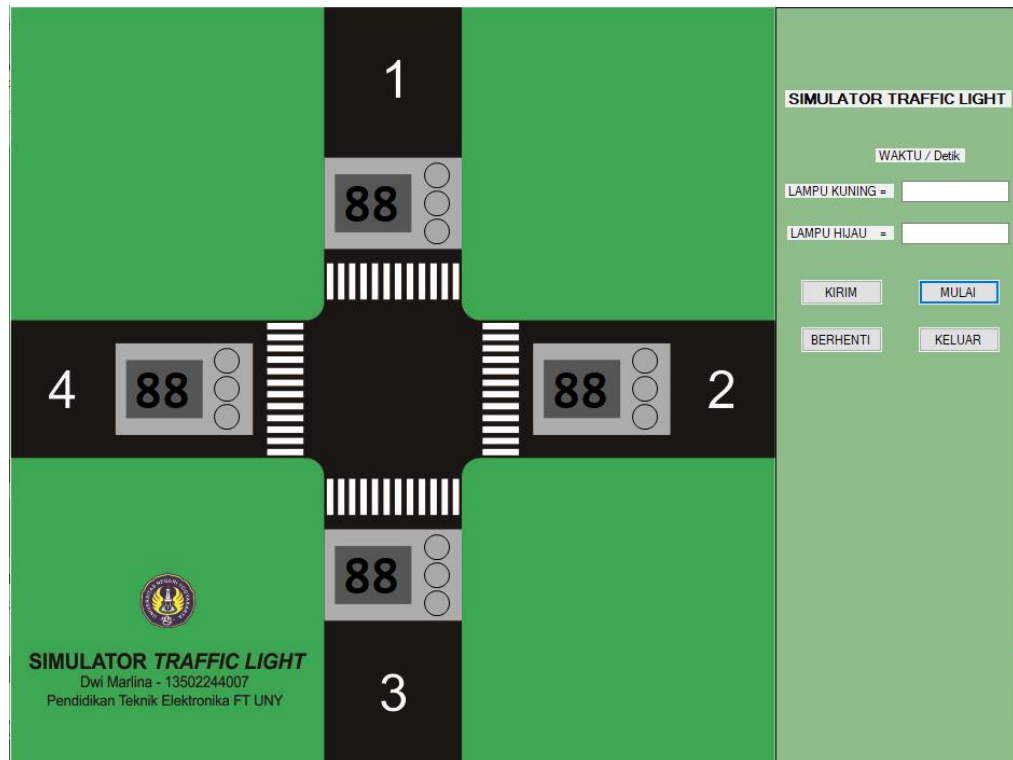 1
SIMULATOR TRAFFIC LIGHT
WAKTU / Detik
88
LAMPU KUNING =
LAMPU HIJAU =
KIRIM
MULAI
BERHENTI
KELUAR
4
88
88
2
88
SIMULATOR TRAFFIC LIGHT
Dwi Marlina - 13502244007
Pendidikan Teknik Elektronika FT UNY
3